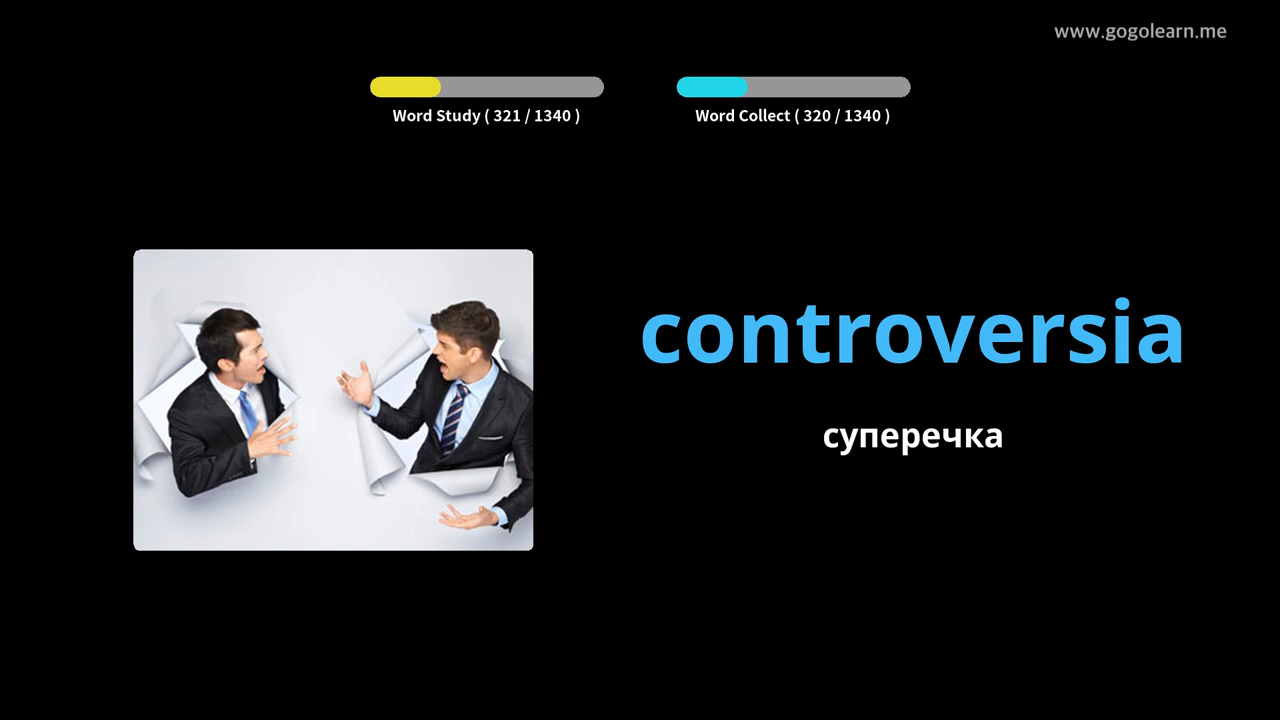 www.gogolearn.me
Word Study ( 321 / 1340 )
Word Collect ( 320 / 1340 )
controversia
суперечка